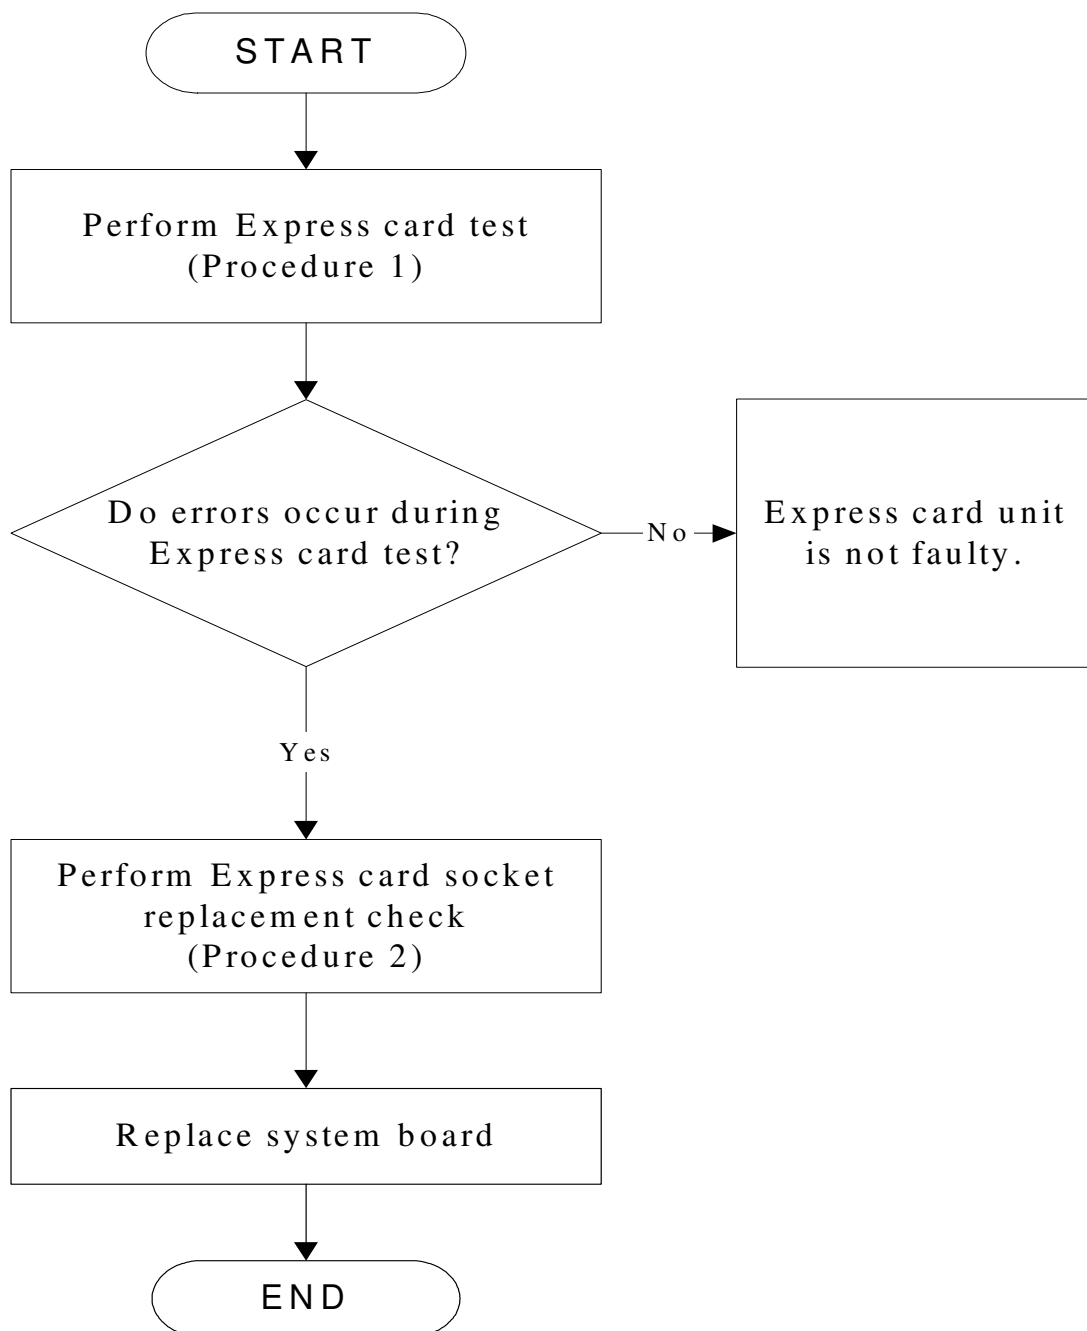 START
Perform Express card test
(Procedure 1)
Do errors occur during
Express card test?
No
Express card unit
is not faulty.
Yes
Perform Express card socket
replacement check
(Procedure 2)
Replace system board
END